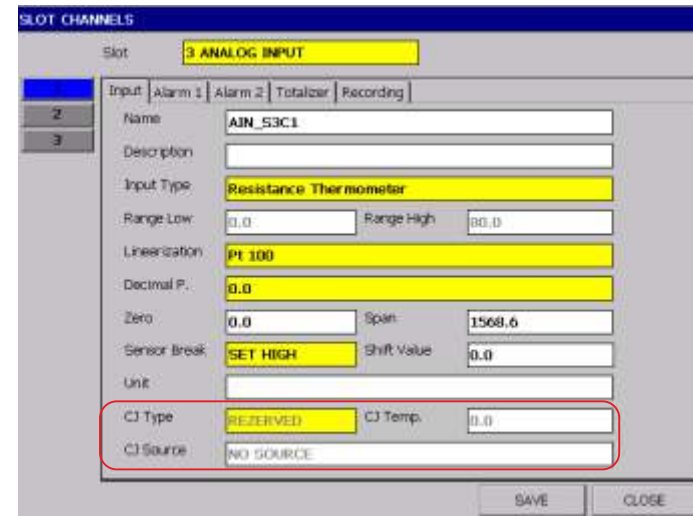 SLOT CHANNELS
Slot 3 ANALOG INPUT
1
2
3
Input Alarm 1 Alarm 2 Totalizer Recording
Name AIN_S3C1
Description
Input Type Resistance Thermometer
Range Low 0.0 Range High 80.0
Linearization Pt 100
Decimal P. 0.0
Zero 0.0 Span 1568.6
Sensor Break SET HIGH Shift Value 0.0
Unit
CJ Type REZERVED CJ Temp. 0.0
CJ Source NO SOURCE
SAVE CLOSE